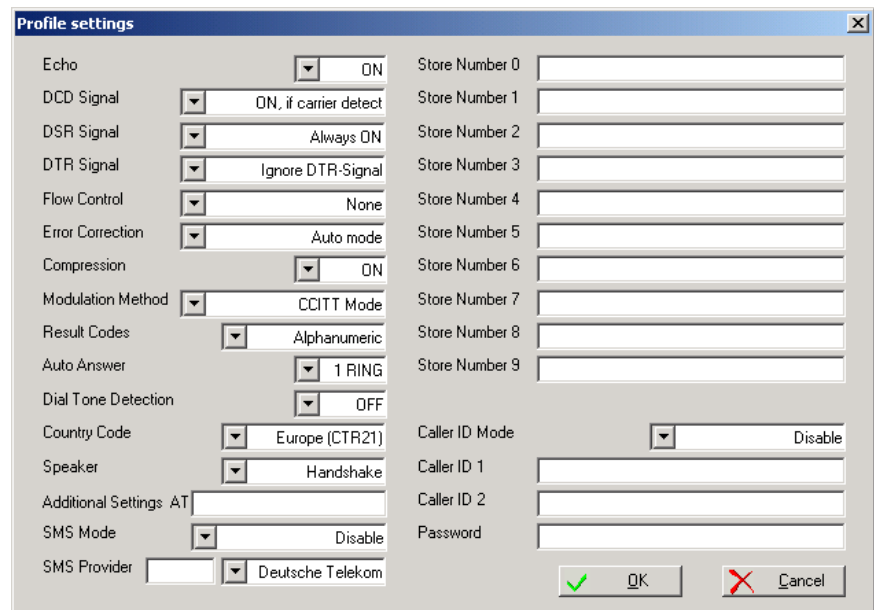 Profile settings
Echo ON
DCD Signal ON, if carrier detect
DSR Signal Always ON
DTR Signal Ignore DTR-Signal
Flow Control None
Error Correction Auto mode
Compression ON
Modulation Method CCITT Mode
Result Codes Alphanumeric
Auto Answer 1 RING
Dial Tone Detection OFF
Country Code Europe (CTR21)
Speaker Handshake
Additional Settings AT
SMS Mode Disable
SMS Provider Deutsche Telekom
Store Number 0
Store Number 1
Store Number 2
Store Number 3
Store Number 4
Store Number 5
Store Number 6
Store Number 7
Store Number 8
Store Number 9
Caller ID Mode Disable
Caller ID 1
Caller ID 2
Password
OK Cancel